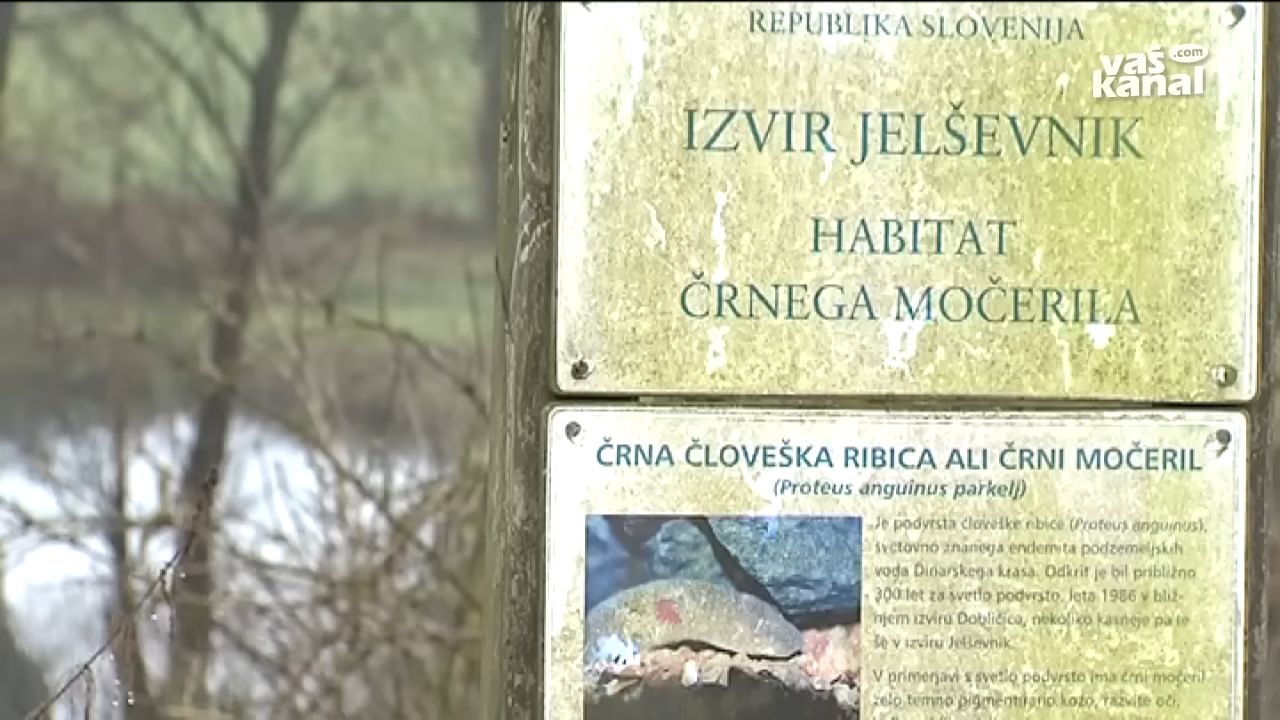 REPUBLIKA SLOVENIJA
vaš
.com
kanal
IZVIR JELŠEVNIK
HABITAT
ČRNEGA MOČERILA
ČRNA ČLOVEŠKA RIBICA ALI ČRNI MOČERIL
(Proteus anguinus parkelj)
Je podvrsta človeške ribice (Proteus anguinus),
svetovno znanega endemita podzemeljskih
voda Dinarskega krasa. Odkrit je bil približno
300 let za svetlo podvrsto, leta 1986 v bliž-
njem izviru Dobličica, nekoliko kasneje pa te
še v izviru Jelševnik.
V primerjavi s svetlo podvrsto ima črni močeril
zelo temno pigmentirano kožo, razvite oči,